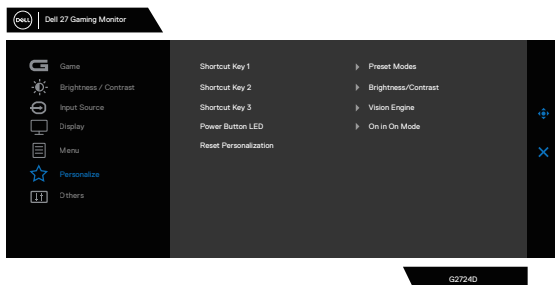 DELL
Dell 27 Gaming Monitor
Game
Brightness / Contrast
Input Source
Display
Menu
Personalize
Others
Shortcut Key 1
Preset Modes
Shortcut Key 2
Brightness/Contrast
Shortcut Key 3
Vision Engine
Power Button LED
On in On Mode
Reset Personalization
G2724D